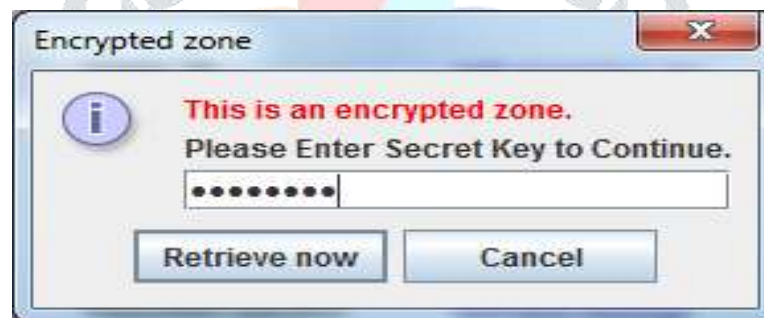 Encrypted zone
This is an encrypted zone.
Please Enter Secret Key to Continue.
••••••••
Retrieve now
Cancel